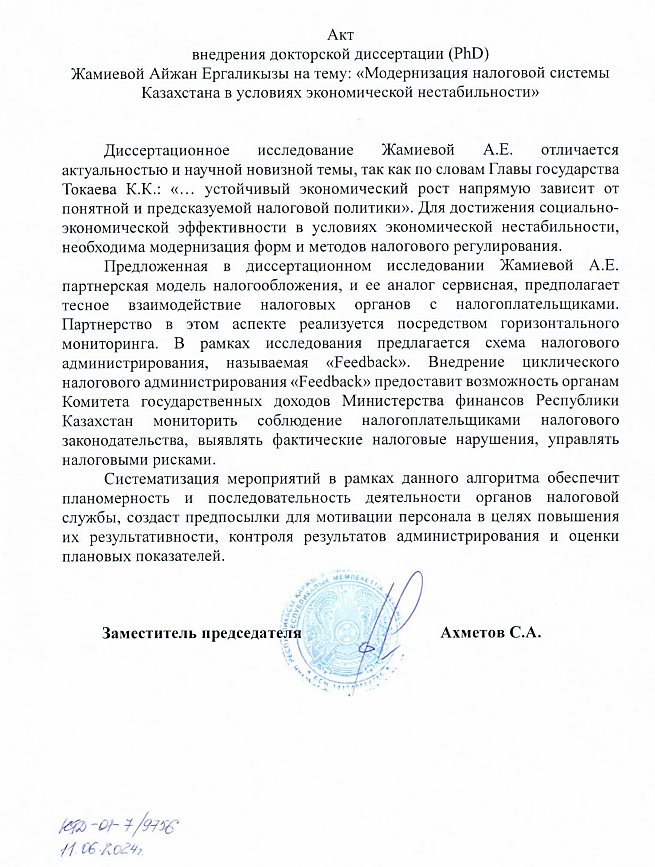 Акт
внедрения докторской диссертации (PhD)
Жамиевой Айжан Ергаликызы на тему: «Модернизация налоговой системы
Казахстана в условиях экономической нестабильности»
Диссертационное исследование Жамиевой А.Е. отличается
актуальностью и научной новизной темы, так как по словам Главы государства
Токаева К.К.: «… устойчивый экономический рост напрямую зависит от
понятной и предсказуемой налоговой политики». Для достижения социально-
экономической эффективности в условиях экономической нестабильности,
необходима модернизация форм и методов налогового регулирования.
Предложенная в диссертационном исследовании Жамиевой А.Е.
партнерская модель налогообложения, и ее аналог сервисная, предполагает
тесное взаимодействие налоговых органов с налогоплательщиками.
Партнерство в этом аспекте реализуется посредством горизонтального
мониторинга. В рамках исследования предлагается схема налогового
администрирования, называемая «Feedback». Внедрение циклического
налогового администрирования «Feedback» предоставит возможность органам
Комитета государственных доходов Министерства финансов Республики
Казахстан мониторить соблюдение налогоплательщиками налогового
законодательства, выявлять фактические налоговые нарушения, управлять
налоговыми рисками.
Систематизация мероприятий в рамках данного алгоритма обеспечит
планомерность и последовательность деятельности органов налоговой
службы, создаст предпосылки для мотивации персонала в целях повышения
их результативности, контроля результатов администрирования и оценки
плановых показателей.
Заместитель председателя Ахметов С.А.
КГД-01-7/9756
11.06.2024г.